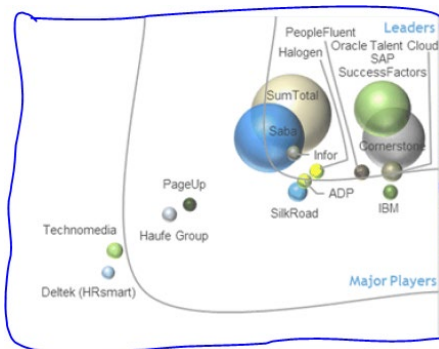 Leaders
PeopleFluent
Halogen
Oracle Talent Cloud
SAP
SuccessFactors
SumTotal
Saba
Cornerstone
Infor
ADP
SilkRoad
IBM
PageUp
Haufe Group
Technomedia
Deltek (HRsmart)
Major Players